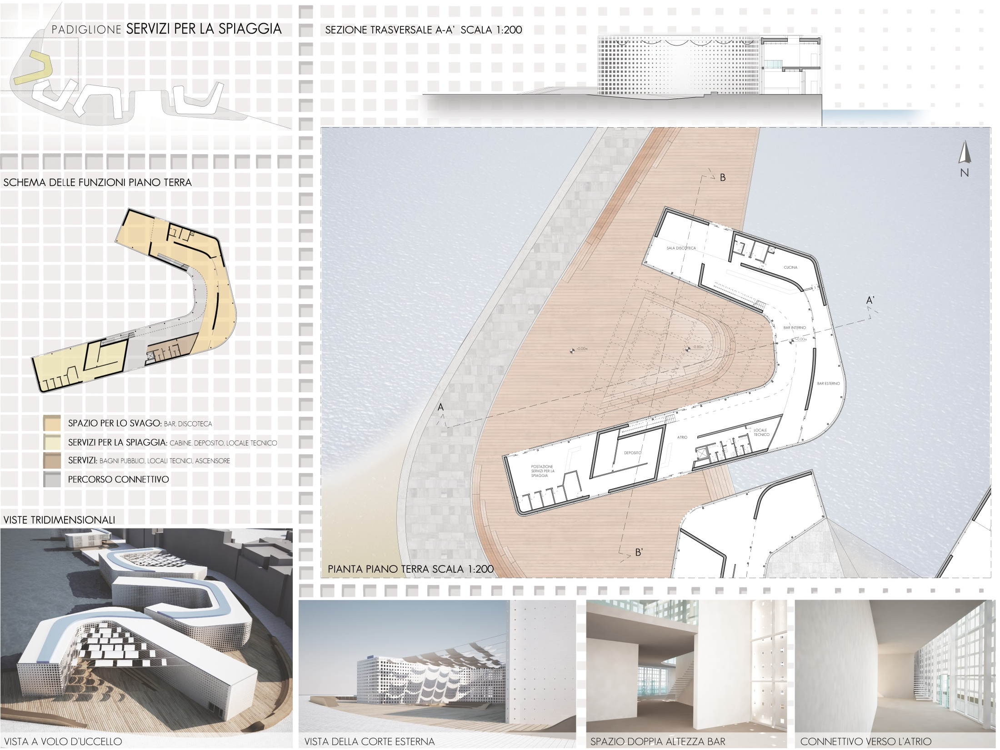 PADIGLIONE SERVIZI PER LA SPIAGGIA
SEZIONE TRASVERSALE A-A' SCALA 1:200
SCHEMA DELLE FUNZIONI PIANO TERRA
SPAZIO PER LO SVAGO: BAR, DISCOTECA
SERVIZI PER LA SPIAGGIA: CABINE, DEPOSITO, LOCALE TECNICO
SERVIZI: BAGNI PUBBLICI, LOCALI TECNICI, ASCENSORE
PERCORSO CONNETTIVO
N
B
SALA DISCOTECA
CUCINA
A'
BAR INTERNO
+0,00m
+0.00m
-0.80m
BAR ESTERNO
A
LOCALE
TECNICO
ATRIO
DEPOSITO
POSTAZIONE
SERVIZI PER LA
SPIAGGIA
B'
PIANTA PIANO TERRA SCALA 1:200
VISTE TRIDIMENSIONALI
VISTA A VOLO D'UCCELLO
VISTA DELLA CORTE ESTERNA
SPAZIO DOPPIA ALTEZZA BAR
CONNETTIVO VERSO L'ATRIO